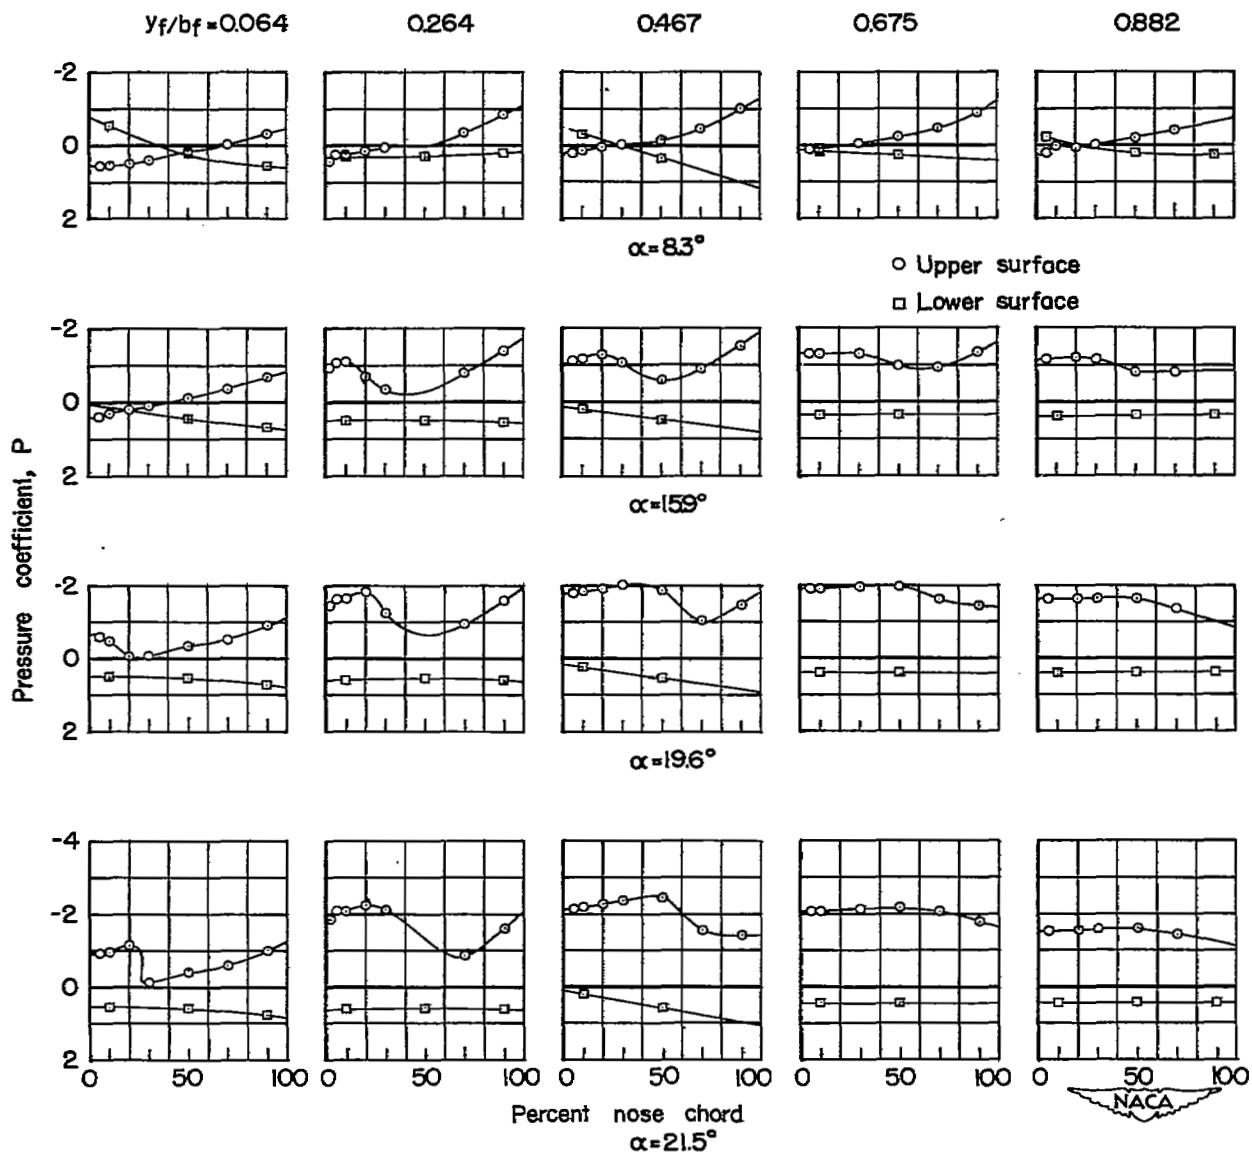 yf/bf = 0.064 0.264 0.467 0.675 0.882
-2
0
2
α = 8.3°
Upper surface
Lower surface
-2
0
2
α = 15.9°
Pressure coefficient, P
-2
0
2
α = 19.6°
-4
-2
0
2
0 50 100 0 50 100 0 50 100 0 50 100 0 50 100
Percent nose chord
NACA
α = 21.5°